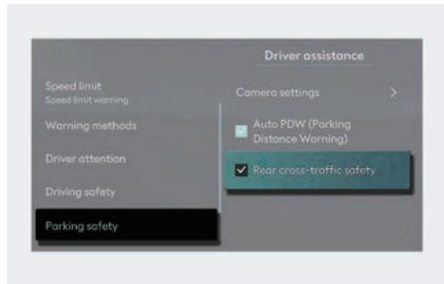 Driver assistance
Speed limit
Speed limit warning
Warning methods
Driver attention
Driving safety
Parking safety
Camera settings
Auto PDW (Parking
Distance Warning)
Rear cross-traffic safety